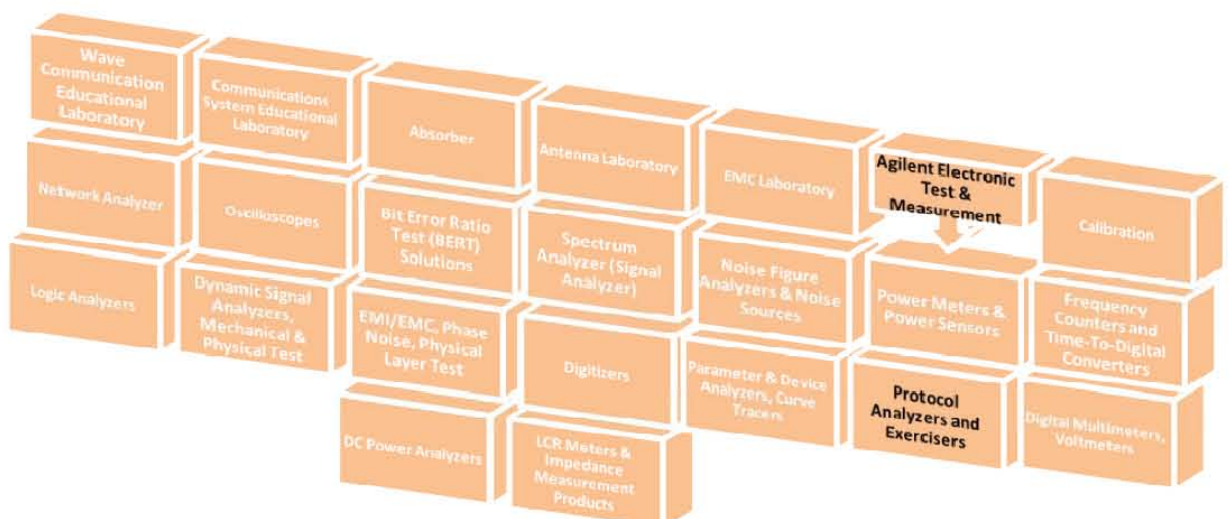 Wave
Communication
Educational
Laboratory
Communications
System Educational
Laboratory
Absorber
Antenna Laboratory
EMC Laboratory
Agilent Electronic
Test &
Measurement
Calibration
Network Analyzer
Oscilloscopes
Bit Error Ratio
Test (BERT)
Solutions
Spectrum
Analyzer (Signal
Analyzer)
Noise Figure
Analyzers & Noise
Sources
Power Meters &
Power Sensors
Frequency
Counters and
Time-To-Digital
Converters
Logic Analyzers
Dynamic Signal
Analyzers,
Mechanical &
Physical Test
EMI/EMC, Phase
Noise, Physical
Layer Test
Digitizers
Parameter & Device
Analyzers, Curve
Tracers
Protocol
Analyzers and
Exercisers
Digital Multimeters,
Voltmeters
DC Power Analyzers
LCR Meters &
Impedance
Measurement
Products